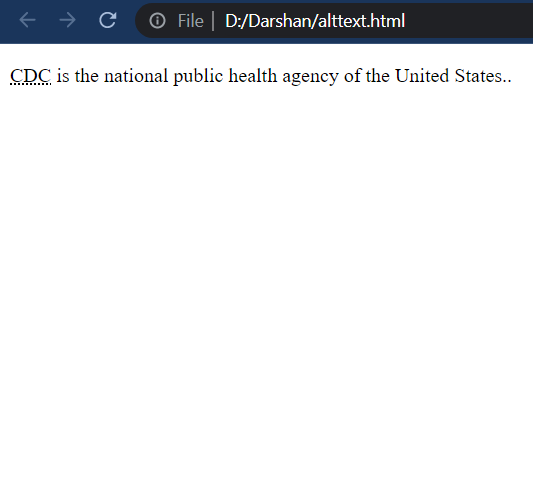 File | D:/Darshan/alttext.html
CDC is the national public health agency of the United States..